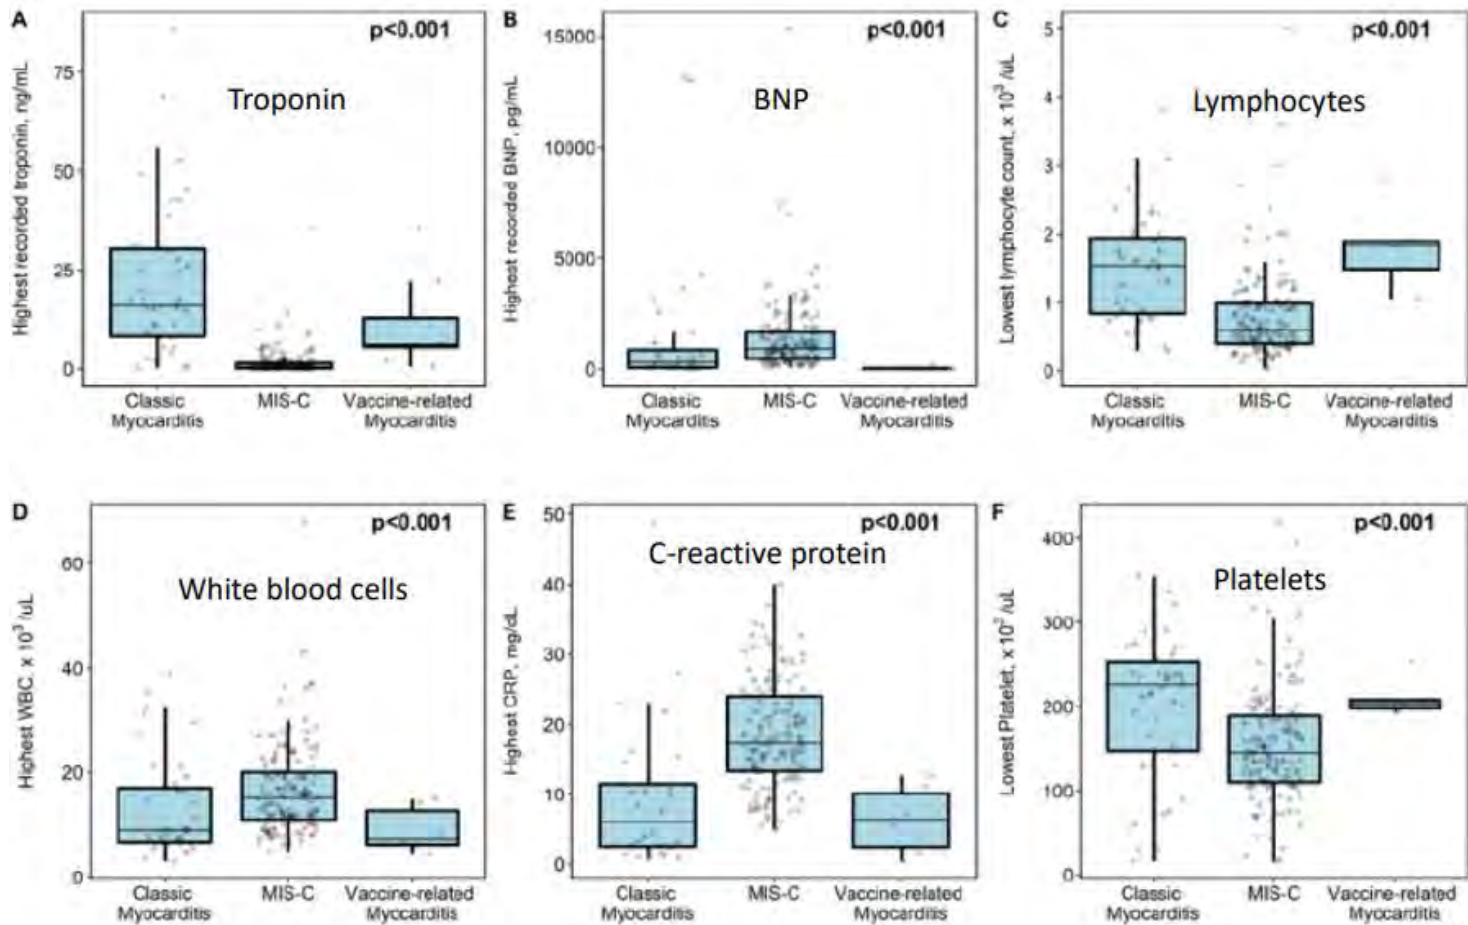 A
p<0.001
Troponin
Highest recorded troponin, ng/mL
75
50
25
0
Classic
Myocarditis
MIS-C
Vaccine-related
Myocarditis
B
p<0.001
BNP
Highest recorded BNP, pg/mL
15000
10000
5000
0
Classic
Myocarditis
MIS-C
Vaccine-related
Myocarditis
C
p<0.001
Lymphocytes
Lowest lymphocyte count, x 10³ /uL
5
4
3
2
1
0
Classic
Myocarditis
MIS-C
Vaccine-related
Myocarditis
D
p<0.001
White blood cells
Highest WBC x 10³ /uL
60
40
20
0
Classic
Myocarditis
MIS-C
Vaccine-related
Myocarditis
E
p<0.001
C-reactive protein
Highest CRP, mg/dL
50
40
30
20
10
0
Classic
Myocarditis
MIS-C
Vaccine-related
Myocarditis
F
p<0.001
Platelets
Lowest Platelet, x 10³ /uL
400
300
200
100
0
Classic
Myocarditis
MIS-C
Vaccine-related
Myocarditis